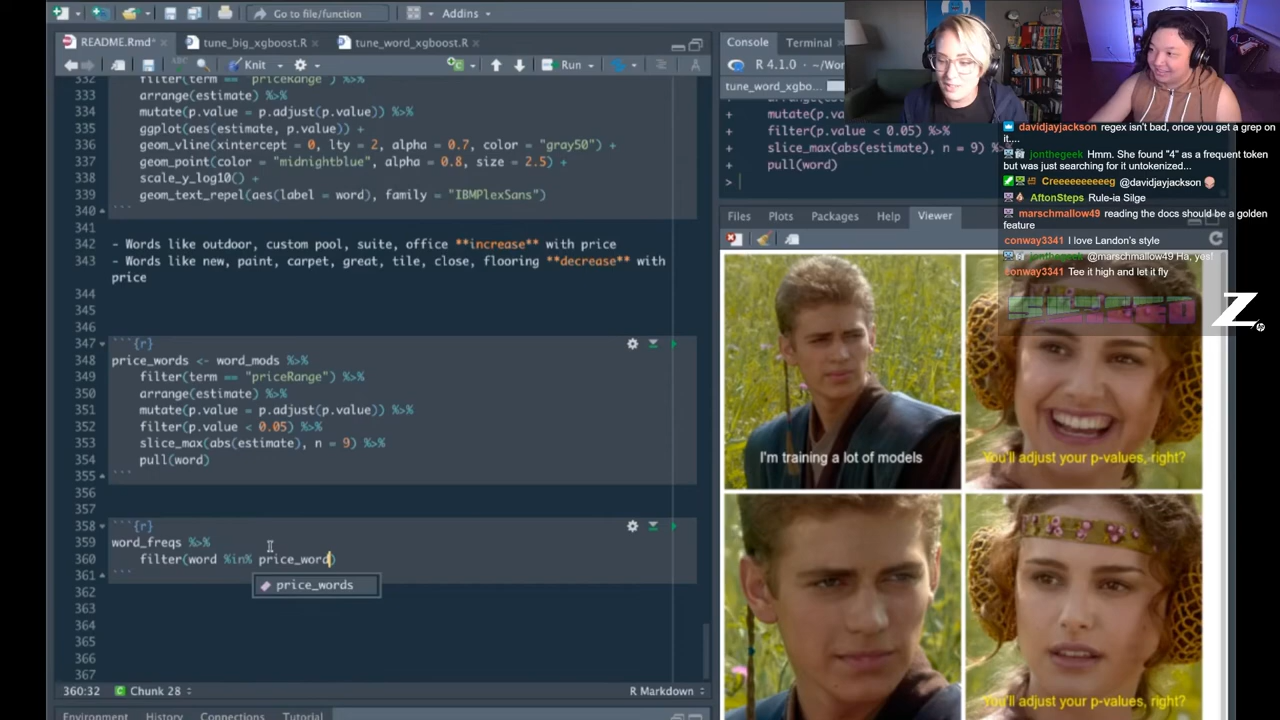 Go to file/function
Addins
README.Rmd*
tune_big_xgboost.R
tune_word_xgboost.R
Knit
Run
332 filter(term == "priceRange") %>%
333 arrange(estimate) %>%
334 mutate(p.value = p.adjust(p.value)) %>%
335 ggplot(aes(estimate, p.value)) +
336 geom_vline(xintercept = 0, lty = 2, alpha = 0.7, color = "gray50") +
337 geom_point(color = "midnightblue", alpha = 0.8, size = 2.5) +
338 scale_y_log10() +
339 geom_text_repel(aes(label = word), family = "IBMPlexSans")
340 ```
341
342 - Words like outdoor, custom pool, suite, office **increase** with price
343 - Words like new, paint, carpet, great, tile, close, flooring **decrease** with
price
344
345
346
347 ```{r}
348 price_words <- word_mods %>%
349 filter(term == "priceRange") %>%
350 arrange(estimate) %>%
351 mutate(p.value = p.adjust(p.value)) %>%
352 filter(p.value < 0.05) %>%
353 slice_max(abs(estimate), n = 9) %>%
354 pull(word)
355 ```
356
357
358 ```{r}
359 word_freqs %>%
360 filter(word %in% price_word)
361 ```
price_words
362
363
364
365
366
367
360:32
Chunk 28
R Markdown
Environment
History
Connections
Tutorial
Console
Terminal
R 4.1.0
~/Wo
tune_word_xgbo...
+ arrange(esti
+ mutate(p.va
+ filter(p.value < 0.05) %>%
+ slice_max(abs(estimate), n = 9) %>%
+ pull(word)
>
Files
Plots
Packages
Help
Viewer
I'm training a lot of models
You'll adjust your p-values, right?
You'll adjust your p-values, right?
davidjayjackson regex isn't bad, once you get a grep on
it....
jonthegeek Hmm. She found "4" as a frequent token
but was just searching for it untokenized...
Creeeeeeeeeg @davidjayjackson
AftonSteps Rule-ia Silge
marschmallow49 reading the docs should be a golden
feature
conway3341 I love Landon's style
jonthegeek @marschmallow49 Ha, yes!
conway3341 Tee it high and let it fly
SLICED
Z
hp